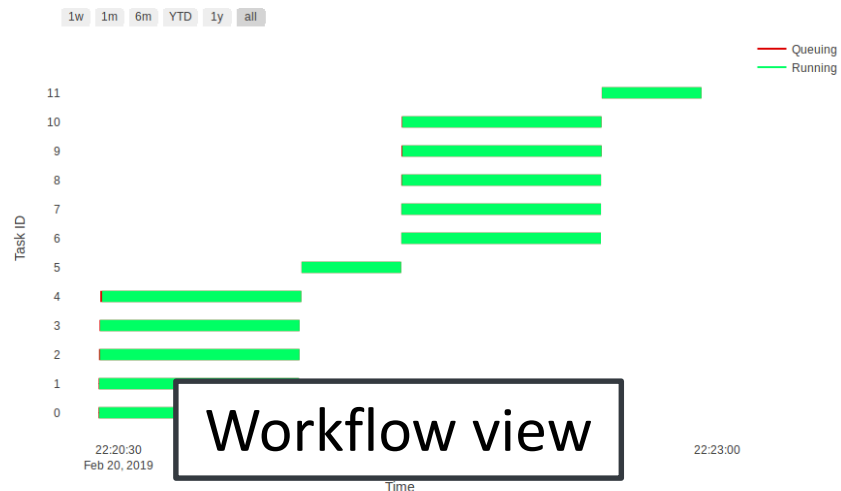 1w 1m 6m YTD 1y all
Queuing
Running
11
10
9
8
7
6
5
4
3
2
1
0
Task ID
Workflow view
22:20:30
Feb 20, 2019
22:23:00
Time